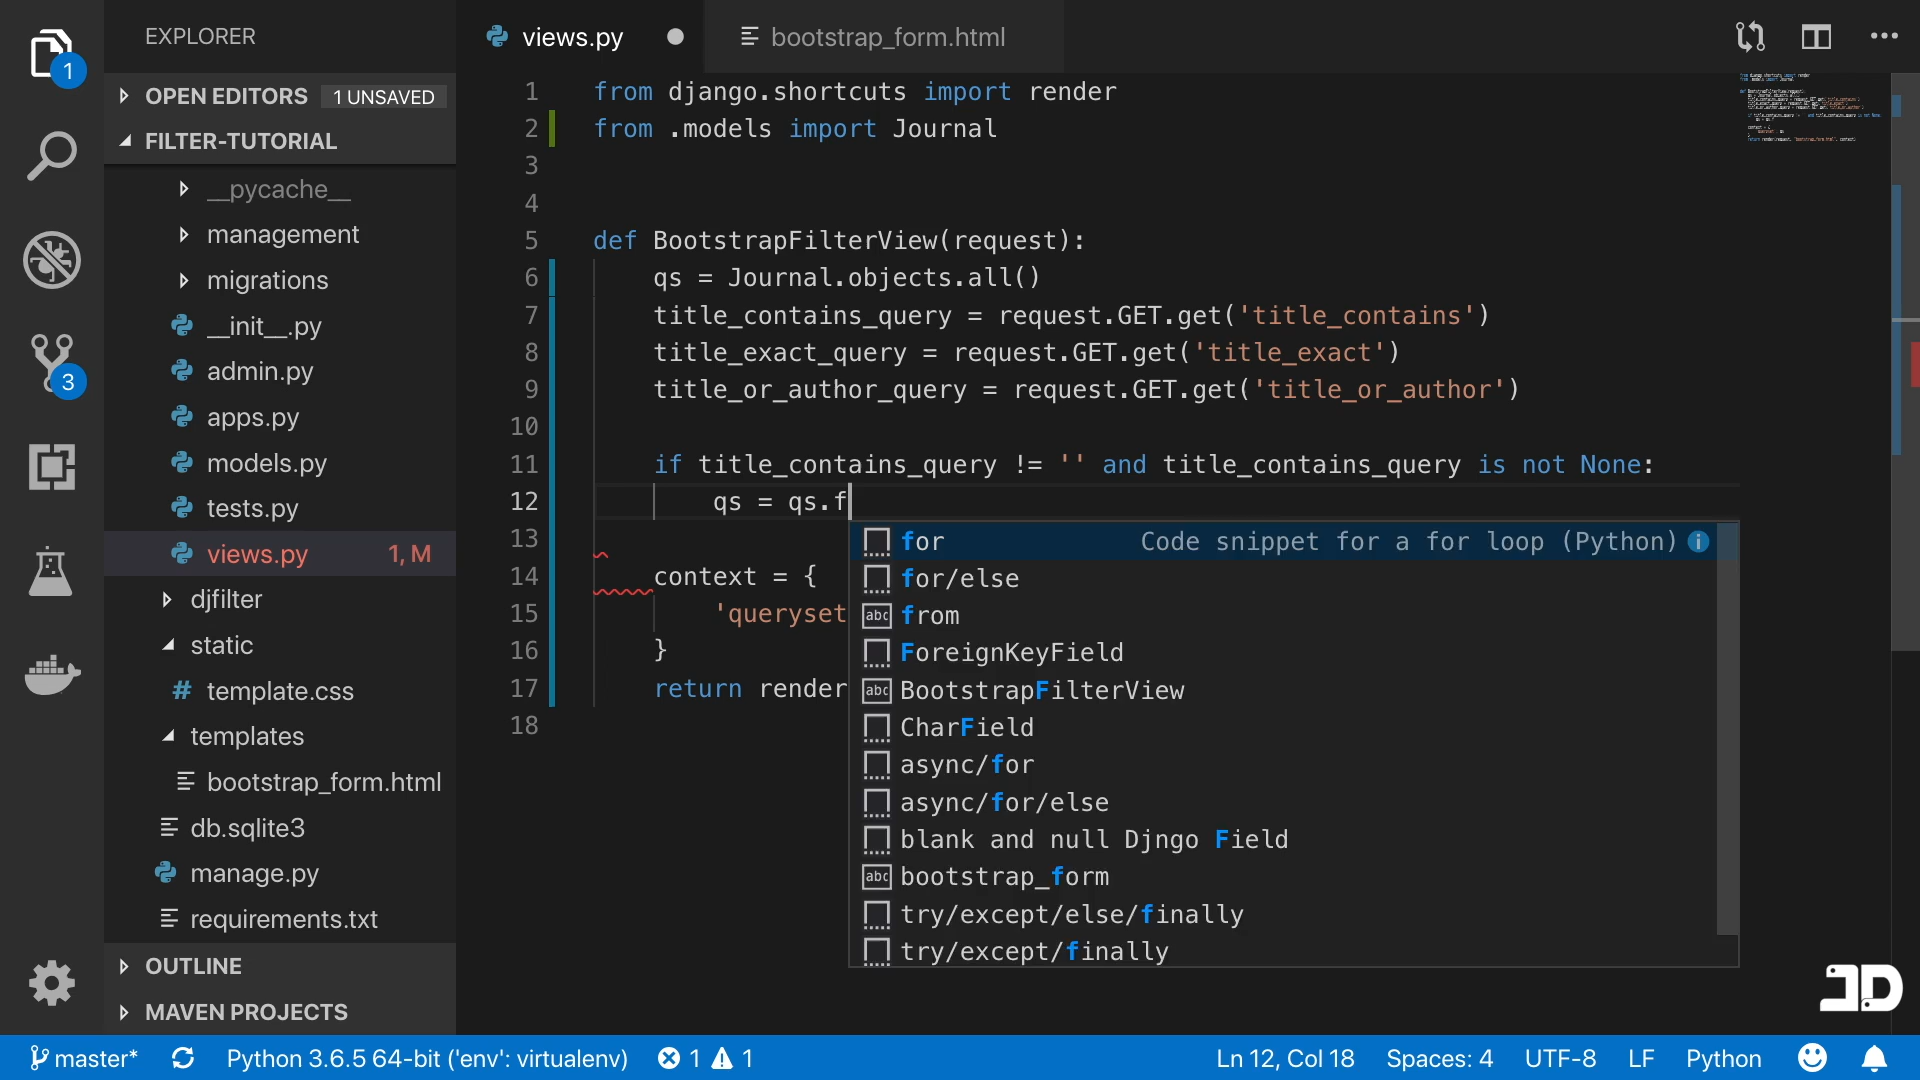 EXPLORER
views.py
bootstrap_form.html
1
OPEN EDITORS 1 UNSAVED
FILTER-TUTORIAL
__pycache__
management
migrations
__init__.py
admin.py
apps.py
models.py
tests.py
views.py 1, M
djfilter
static
# template.css
templates
bootstrap_form.html
db.sqlite3
manage.py
requirements.txt
OUTLINE
MAVEN PROJECTS
3
1 from django.shortcuts import render
2 from .models import Journal
3
4
5 def BootstrapFilterView(request):
6 qs = Journal.objects.all()
7 title_contains_query = request.GET.get('title_contains')
8 title_exact_query = request.GET.get('title_exact')
9 title_or_author_query = request.GET.get('title_or_author')
10
11 if title_contains_query != '' and title_contains_query is not None:
12 qs = qs.f
13
14 context = {
15 'queryset
16 }
17 return render
18
for Code snippet for a for loop (Python)
for/else
abc from
ForeignKeyField
abc BootstrapFilterView
CharField
async/for
async/for/else
blank and null Djngo Field
abc bootstrap_form
try/except/else/finally
try/except/finally
JD
master* Python 3.6.5 64-bit ('env': virtualenv) 1 1 Ln 12, Col 18 Spaces: 4 UTF-8 LF Python